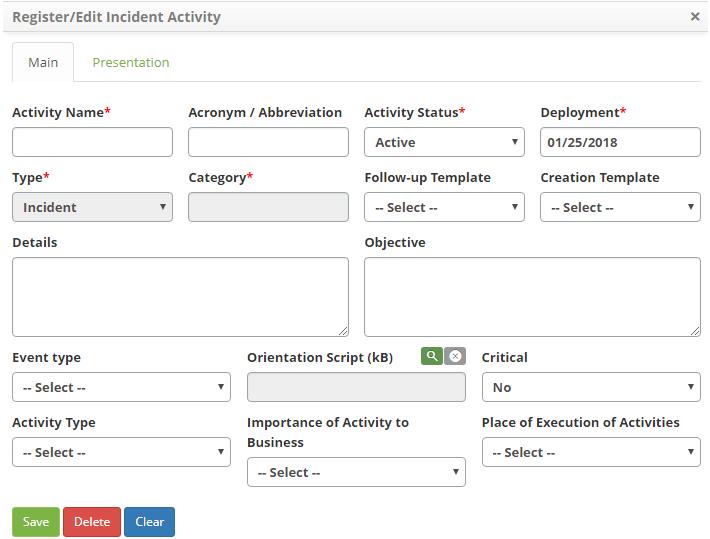 Register/Edit Incident Activity ×
Main Presentation
Activity Name* Acronym / Abbreviation Activity Status* Deployment*
Active 01/25/2018
Type* Category* Follow-up Template Creation Template
Incident -- Select -- -- Select --
Details Objective
Event type Orientation Script (kB) Critical
-- Select -- No
Activity Type Importance of Activity to Business Place of Execution of Activities
-- Select -- -- Select -- -- Select --
Save Delete Clear